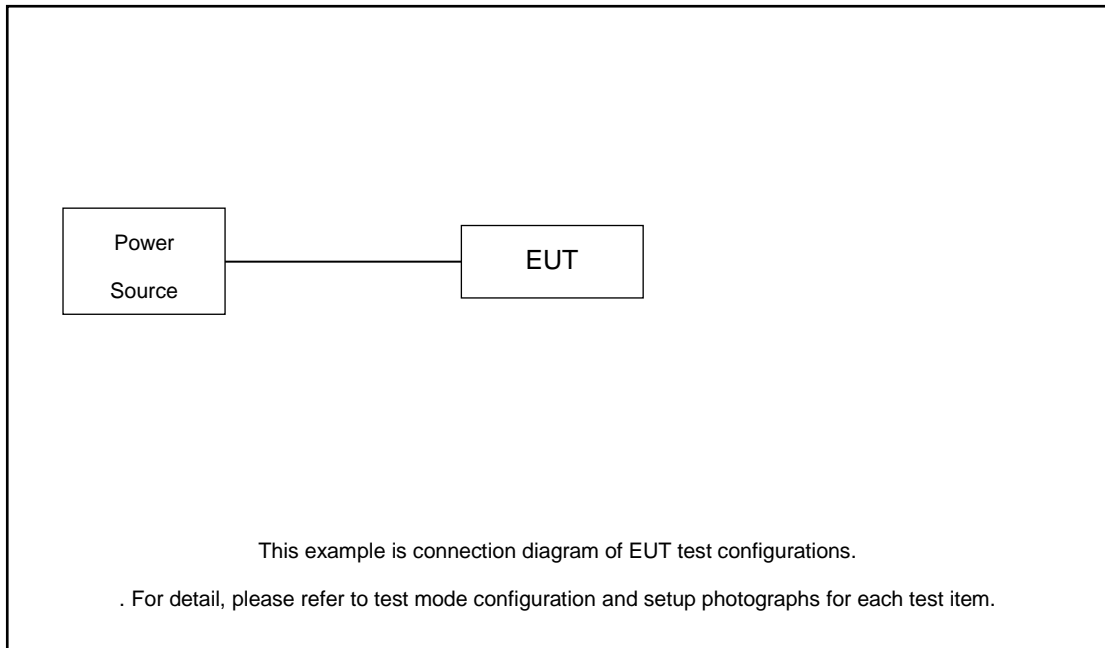 Power
Source
EUT
This example is connection diagram of EUT test configurations.
. For detail, please refer to test mode configuration and setup photographs for each test item.